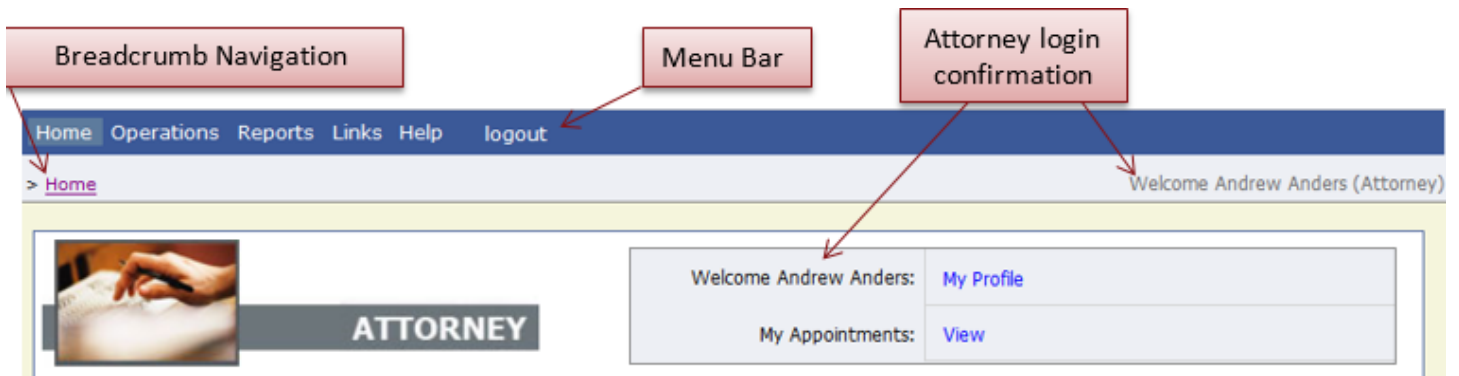 Breadcrumb Navigation
Menu Bar
Attorney login
confirmation
Home Operations Reports Links Help logout
> Home
Welcome Andrew Anders (Attorney)
ATTORNEY
Welcome Andrew Anders: My Profile
My Appointments: View